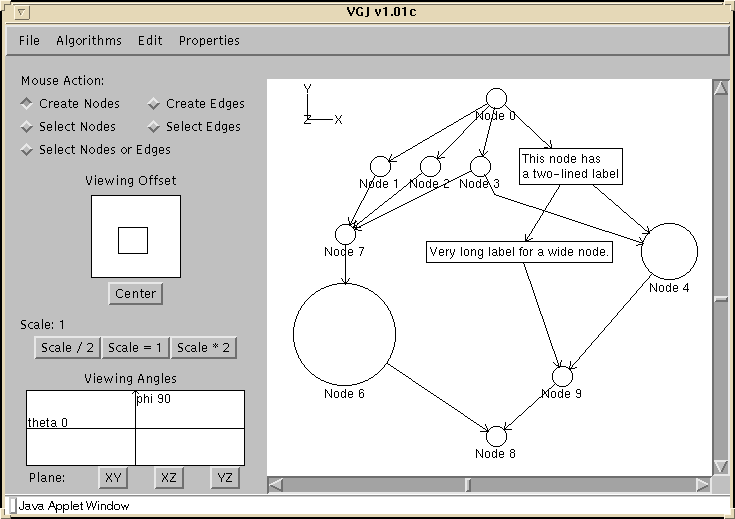 VGJ v1.01c
File Algorithms Edit Properties
Mouse Action:
Create Nodes Create Edges
Select Nodes Select Edges
Select Nodes or Edges
Viewing Offset
Center
Scale: 1
Scale / 2 Scale = 1 Scale * 2
Viewing Angles
phi 90
theta 0
Plane: XY XZ YZ
Y
Z X
Node 0
This node has
a two-lined label
Node 1 Node 2 Node 3
Node 7
Very long label for a wide node.
Node 4
Node 6
Node 9
Node 8
Java Applet Window